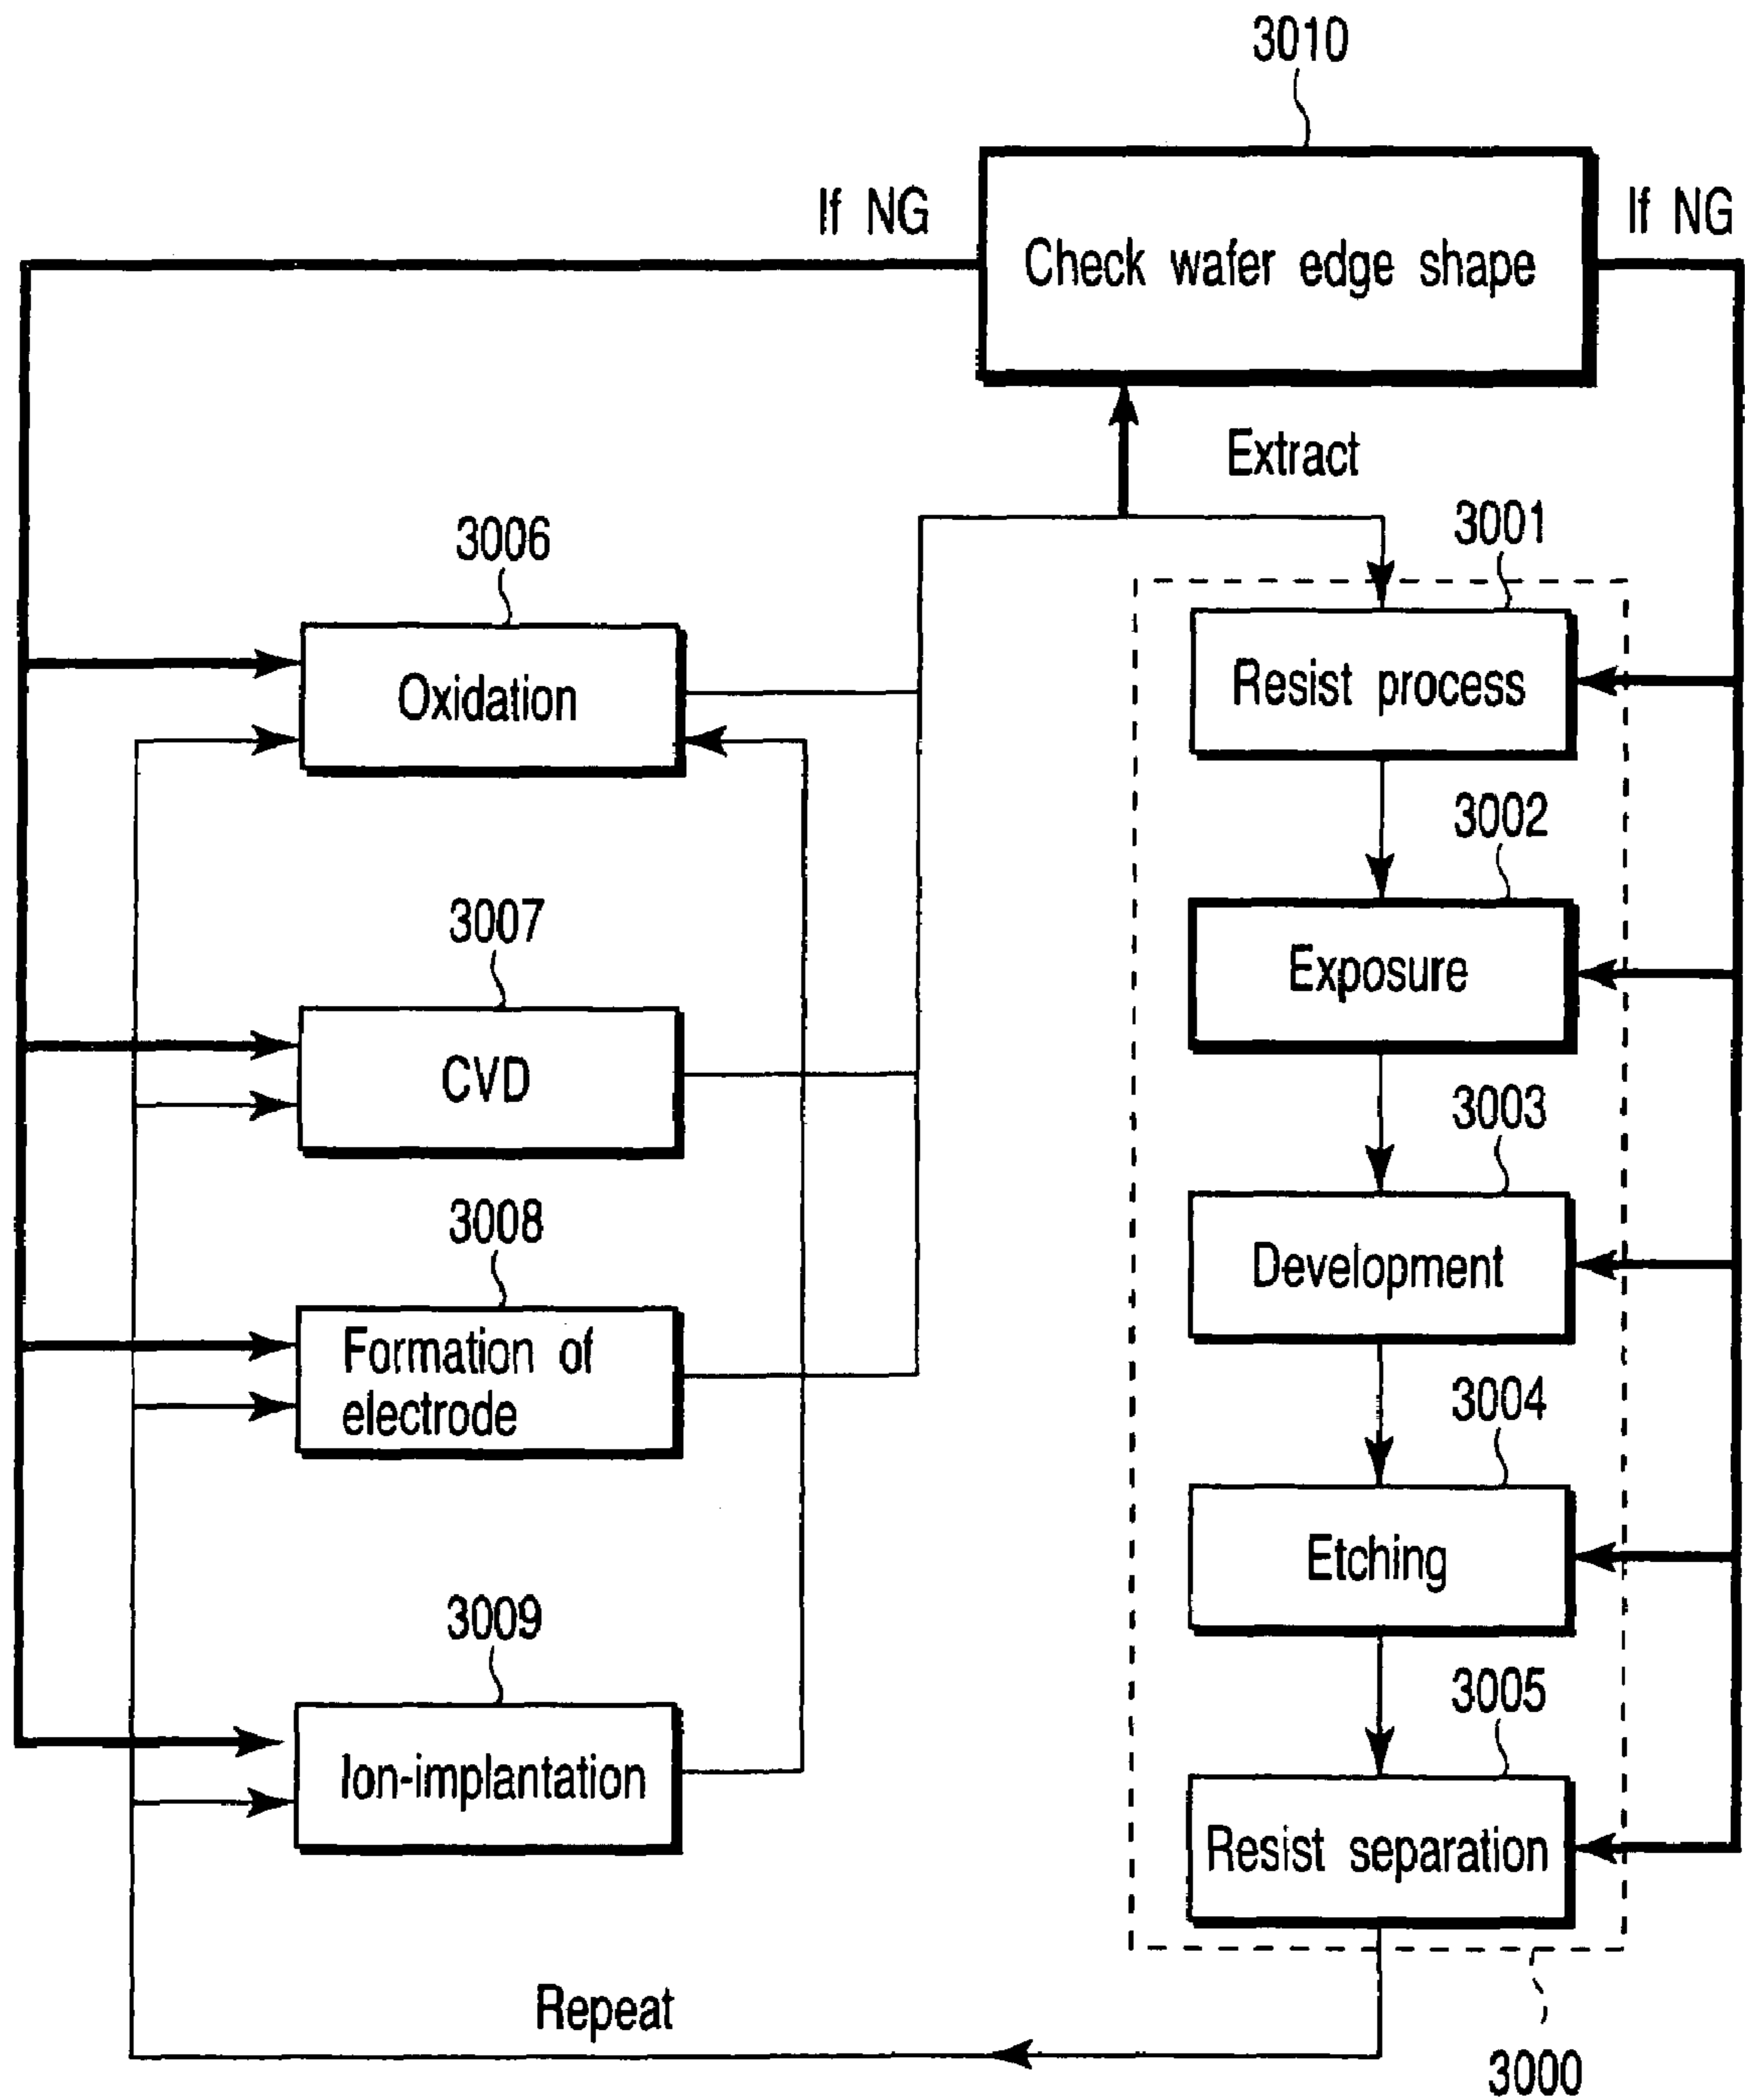 3010
If NG
Check wafer edge shape
If NG
Extract
3006
Oxidation
3001
Resist process
3002
Exposure
3007
CVD
3003
Development
3008
Formation of
electrode
3004
Etching
3009
Ion-implantation
3005
Resist separation
Repeat
3000